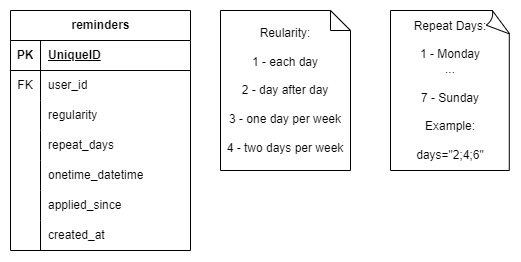 reminders
PK UniqueID
FK user_id
regularity
repeat_days
onetime_datetime
applied_since
created_at
Reularity:
1 - each day
2 - day after day
3 - one day per week
4 - two days per week
Repeat Days:
1 - Monday
...
7 - Sunday
Example:
days="2;4;6"